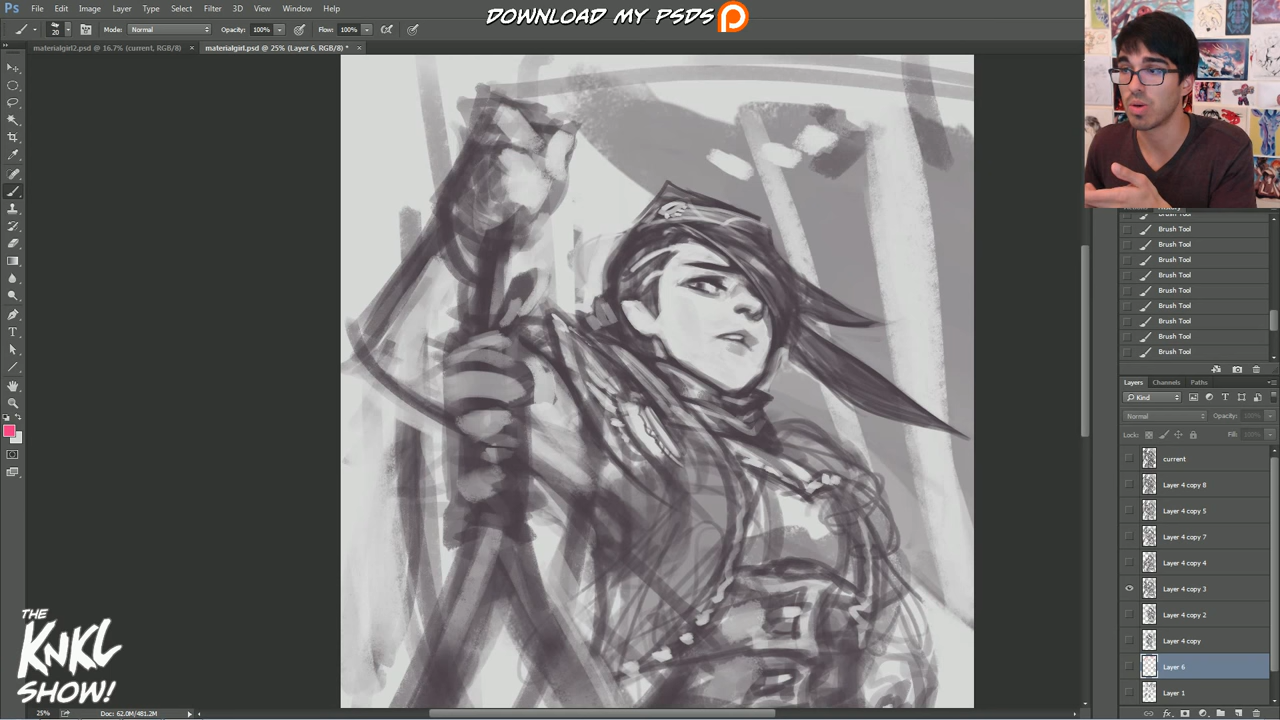 DOWNLOAD MY PSDS
Ps File Edit Image Layer Type Select Filter 3D View Window Help
20 Mode: Normal Opacity: 100% Flow: 100%
materialgirl2.psd @ 16.7% (current, RGB/8) × materialgirl.psd @ 25% (Layer 6, RGB/8) * ×
Brush Tool
Brush Tool
Brush Tool
Brush Tool
Brush Tool
Brush Tool
Brush Tool
Brush Tool
Brush Tool
Brush Tool
Layers Channels Paths
Kind
Normal Opacity:
Lock: Fill:
current
Layer 4 copy 8
Layer 4 copy 5
Layer 4 copy 7
Layer 4 copy 4
Layer 4 copy 3
Layer 4 copy 2
Layer 4 copy
Layer 6
Layer 1
THE
KNKL
SHOW!
25% Doc: 62.0M/481.2M